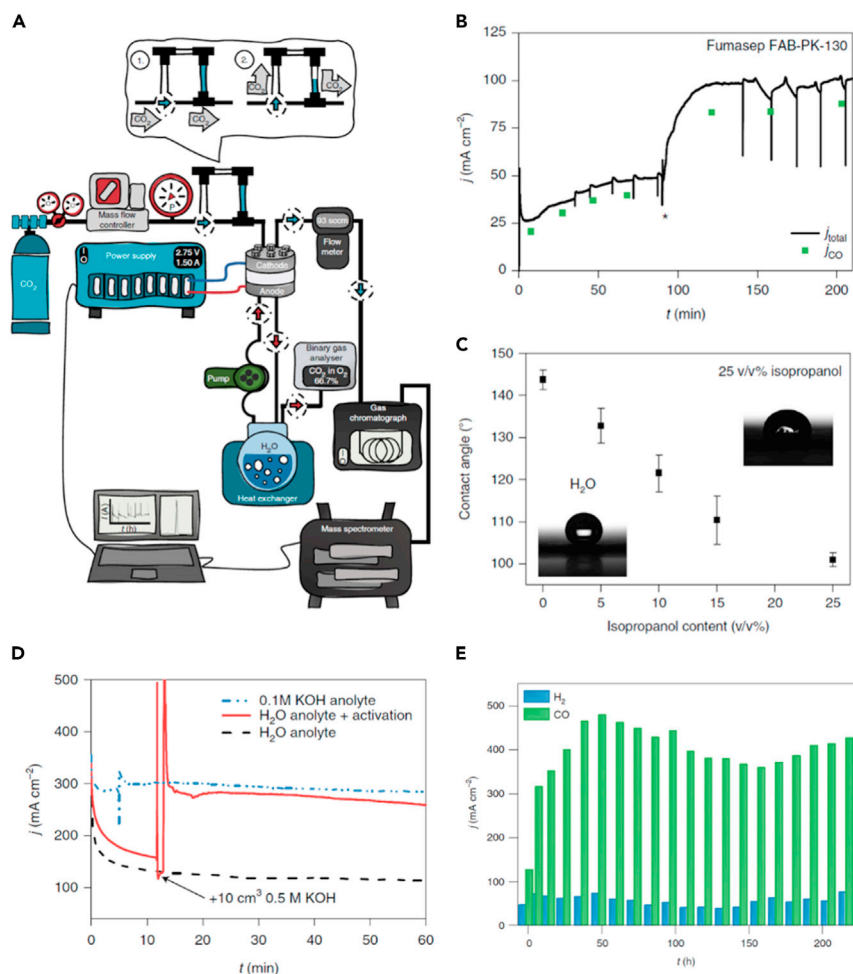 A
1.
2.
CO2
CO2
CO2
CO2
Mass flow
controller
P
93 sccm
Flow
meter
Power supply
2.75 V
1.50 A
Cathode
Anode
CO2
Binary gas
analyser
CO2 in O2
66.7%
Pump
Gas
chromatograph
H2O
Heat exchanger
I (A)
t (h)
Mass spectrometer
B
Fumasep FAB-PK-130
125
100
75
50
25
0
j (mA cm−2)
*
jtotal
jCO
0
50
100
150
200
t (min)
C
25 v/v% isopropanol
150
140
130
120
110
100
Contact angle (°)
H2O
0
5
10
15
20
25
Isopropanol content (v/v%)
D
500
400
300
200
100
j (mA cm−2)
0.1M KOH anolyte
H2O anolyte + activation
H2O anolyte
+10 cm3 0.5 M KOH
0
10
20
30
40
50
60
t (min)
E
H2
CO
500
400
300
200
100
0
j (mA cm−2)
0
50
100
150
200
t (h)